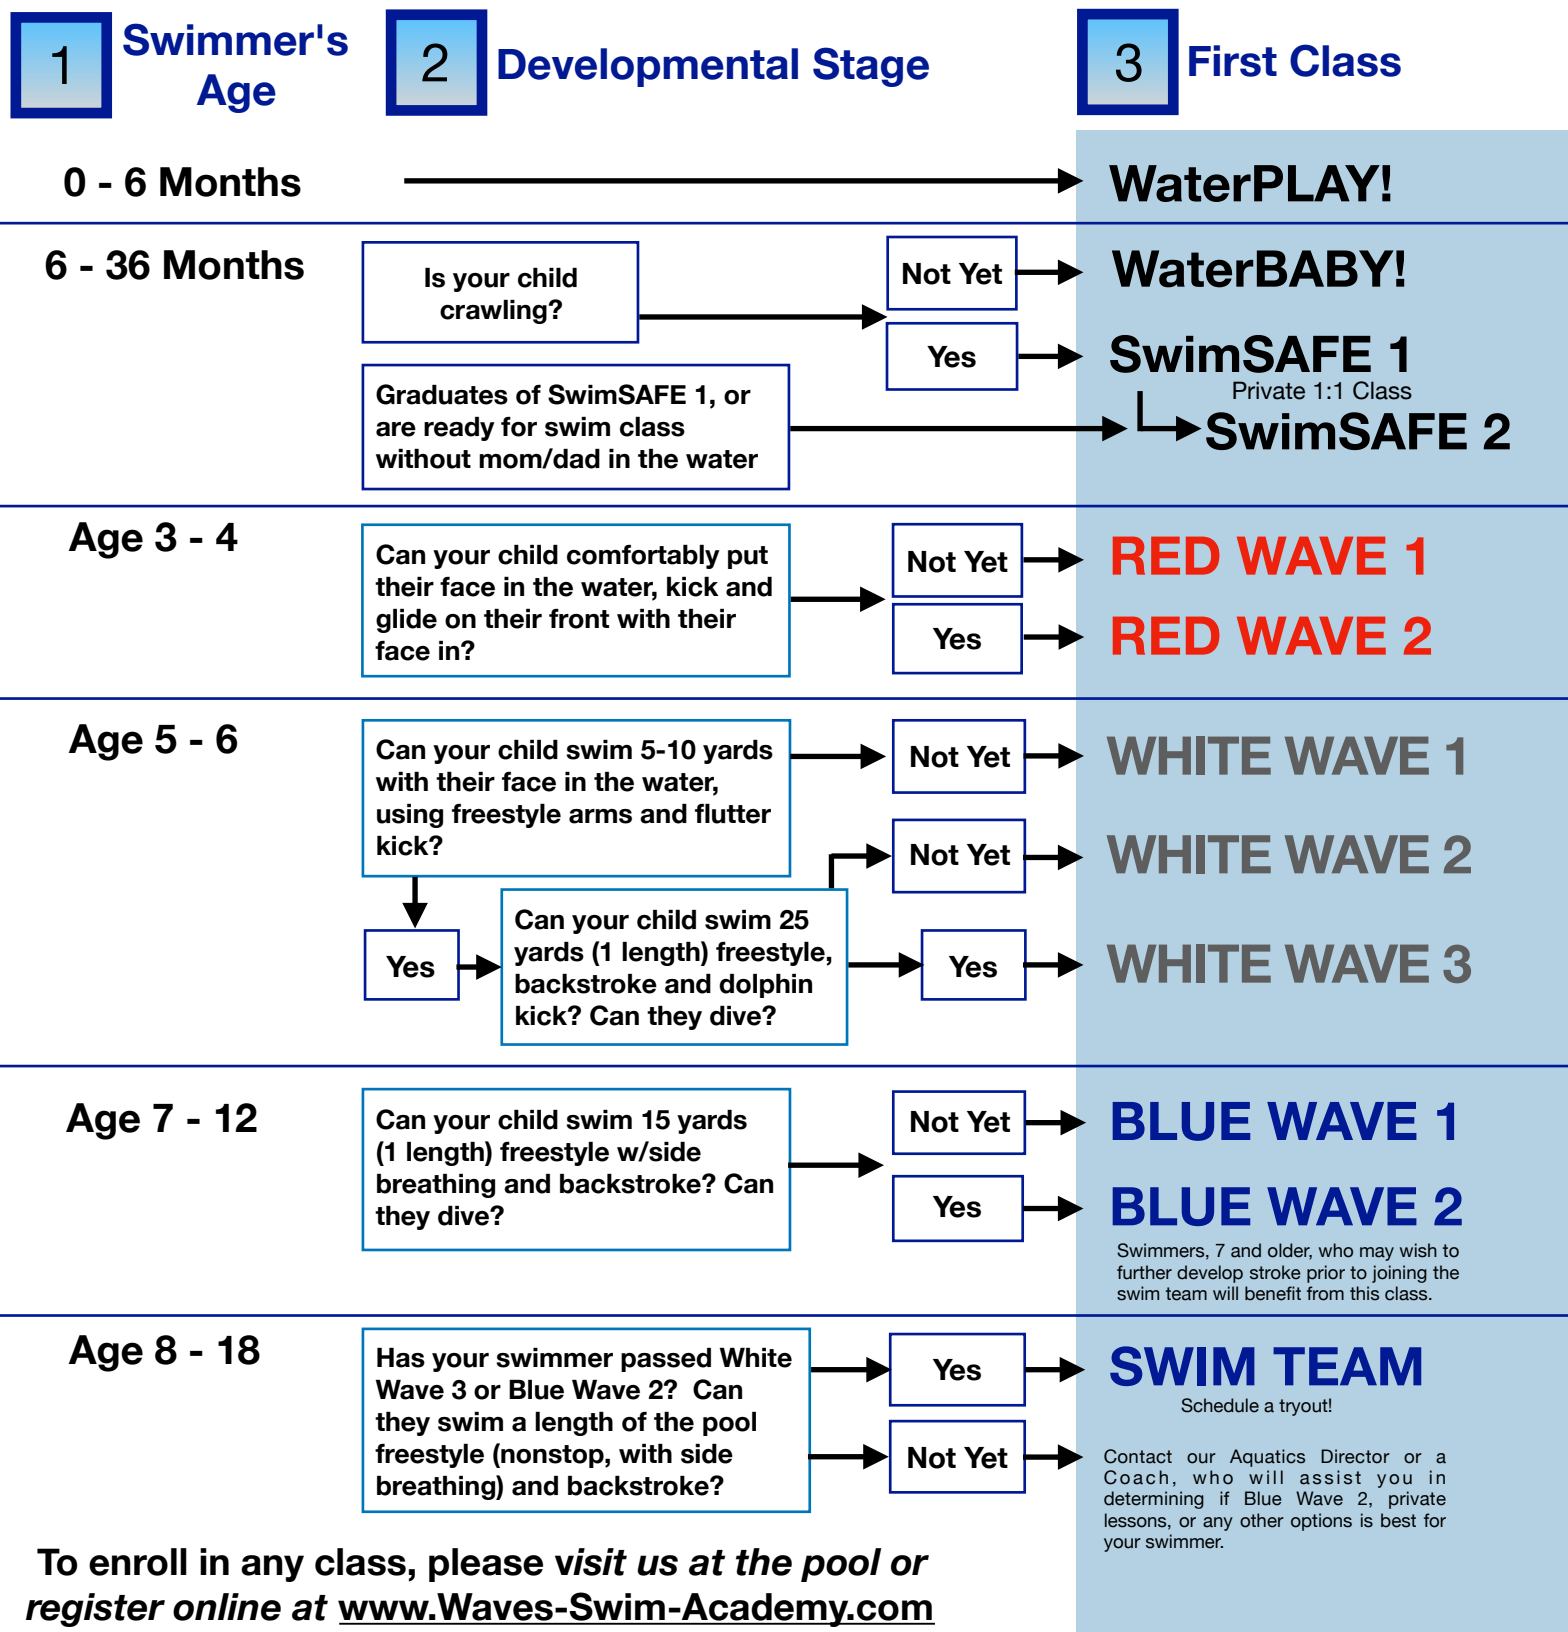 1
Swimmer's
Age
2
Developmental Stage
3
First Class
0 - 6 Months
WaterPLAY!
6 - 36 Months
Is your child
crawling?
Not Yet
WaterBABY!
Yes
SwimSAFE 1
Private 1:1 Class
Graduates of SwimSAFE 1, or
are ready for swim class
without mom/dad in the water
SwimSAFE 2
Age 3 - 4
Can your child comfortably put
their face in the water, kick and
glide on their front with their
face in?
Not Yet
RED WAVE 1
Yes
RED WAVE 2
Age 5 - 6
Can your child swim 5-10 yards
with their face in the water,
using freestyle arms and flutter
kick?
Not Yet
WHITE WAVE 1
Not Yet
WHITE WAVE 2
Yes
Can your child swim 25
yards (1 length) freestyle,
backstroke and dolphin
kick? Can they dive?
Yes
WHITE WAVE 3
Age 7 - 12
Can your child swim 15 yards
(1 length) freestyle w/side
breathing and backstroke? Can
they dive?
Not Yet
BLUE WAVE 1
Yes
BLUE WAVE 2
Swimmers, 7 and older, who may wish to
further develop stroke prior to joining the
swim team will benefit from this class.
Age 8 - 18
Has your swimmer passed White
Wave 3 or Blue Wave 2?  Can
they swim a length of the pool
freestyle (nonstop, with side
breathing) and backstroke?
Yes
SWIM TEAM
Schedule a tryout!
Not Yet
Contact our Aquatics Director or a
Coach, who will assist you in
determining if Blue Wave 2, private
lessons, or any other options is best for
your swimmer.
To enroll in any class, please visit us at the pool or
register online at www.Waves-Swim-Academy.com